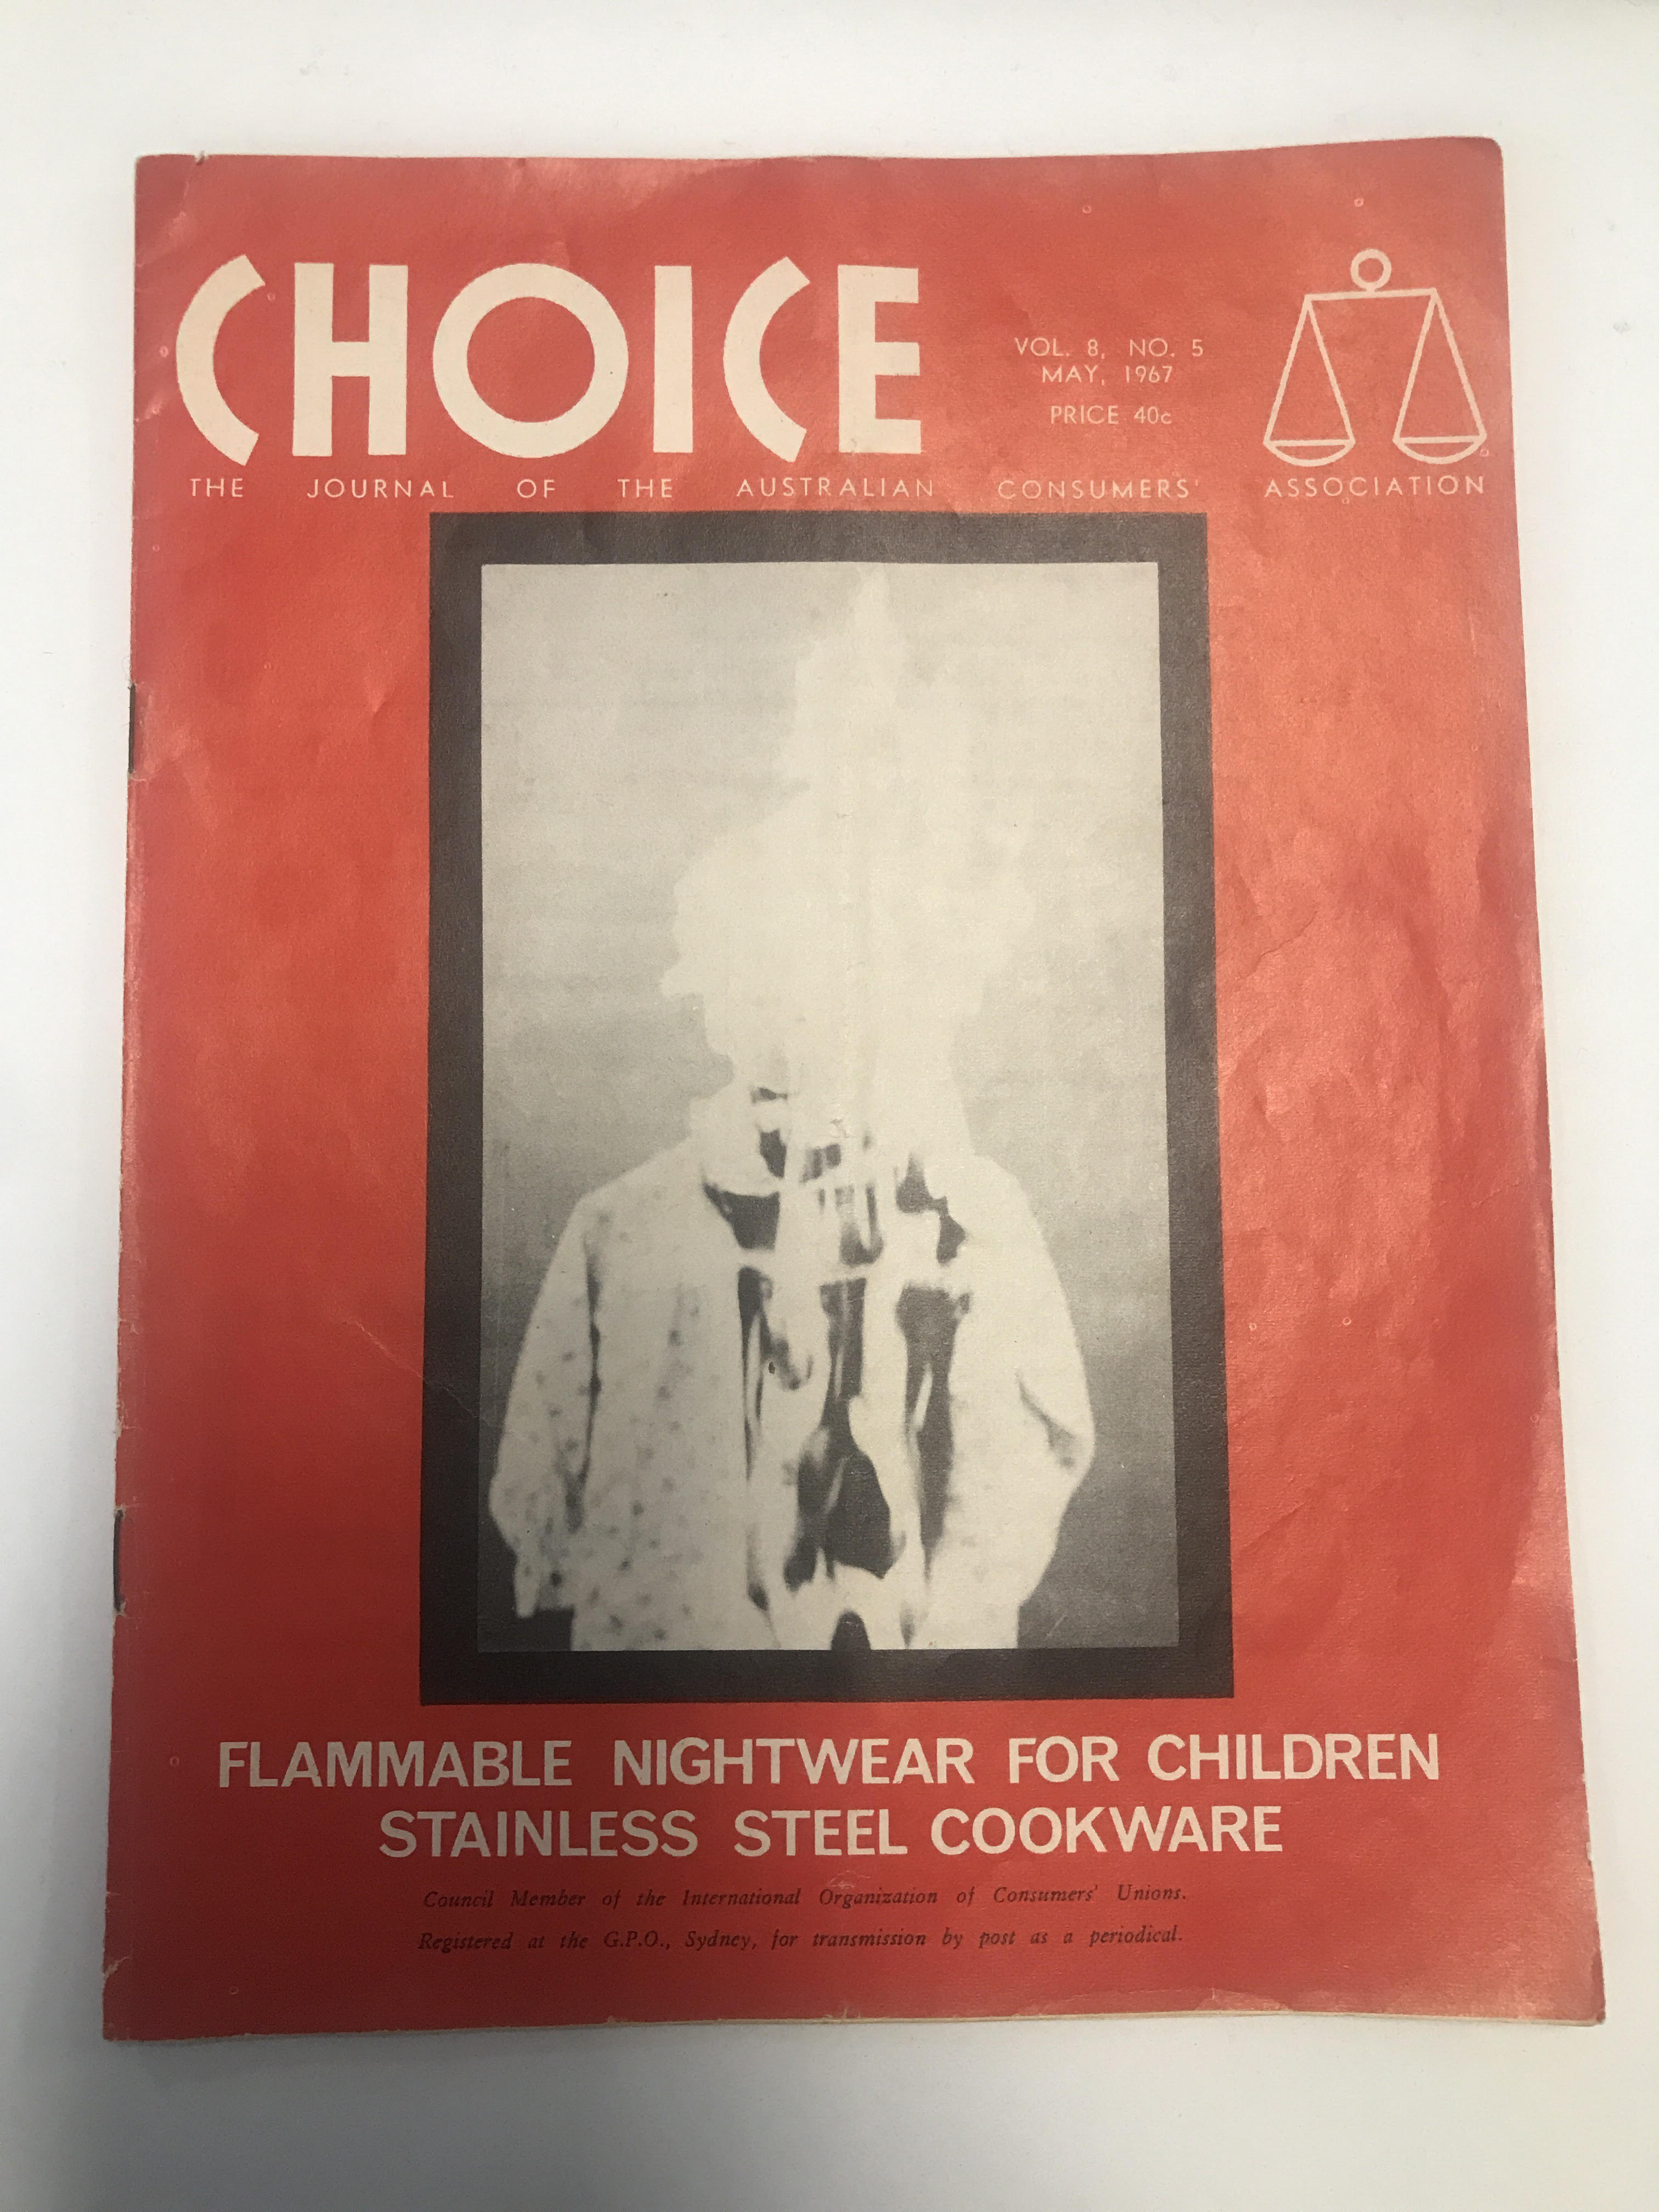 CHOICE
VOL. 8, NO. 5
MAY, 1967
PRICE 40c
THE JOURNAL OF THE AUSTRALIAN CONSUMERS' ASSOCIATION
FLAMMABLE NIGHTWEAR FOR CHILDREN
STAINLESS STEEL COOKWARE
Council Member of the International Organization of Consumers' Unions.
Registered at the G.P.O., Sydney, for transmission by post as a periodical.